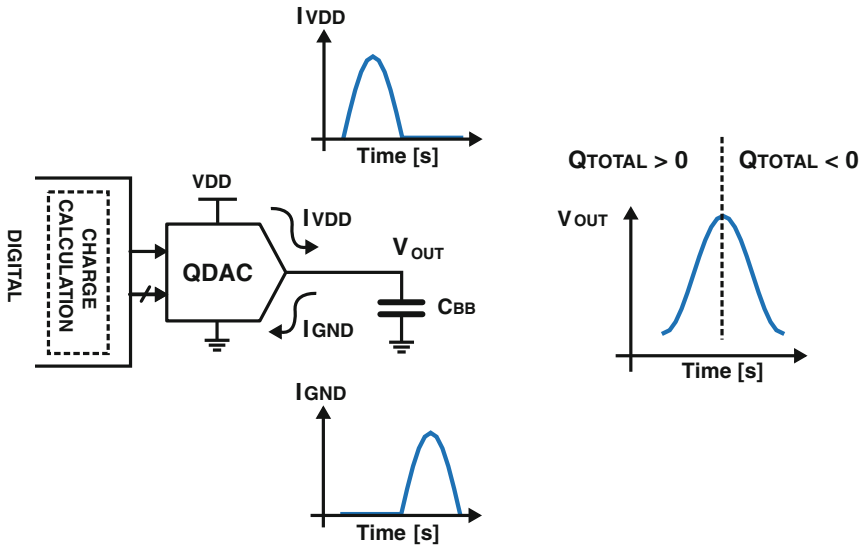 IVDD
Time [s]
QTOTAL > 0
QTOTAL < 0
VOUT
Time [s]
DIGITAL
CHARGE
CALCULATION
VDD
IVDD
QDAC
VOUT
CBB
IGND
IGND
Time [s]